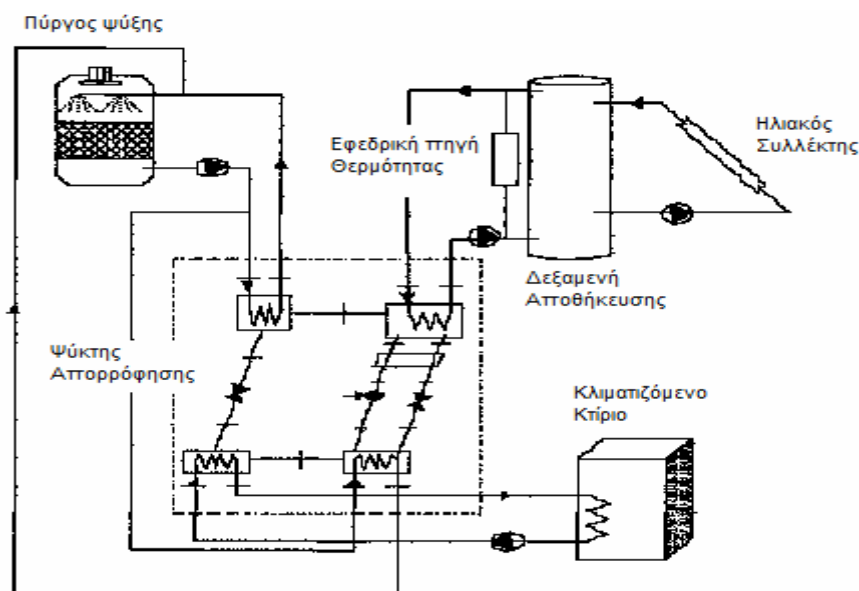 Πύργος ψύξης
Εφεδρική πηγή
Θερμότητας
Ηλιακός
Συλλέκτης
Δεξαμενή
Αποθήκευσης
Ψύκτης
Απορρόφησης
Κλιματιζόμενο
Κτίριο